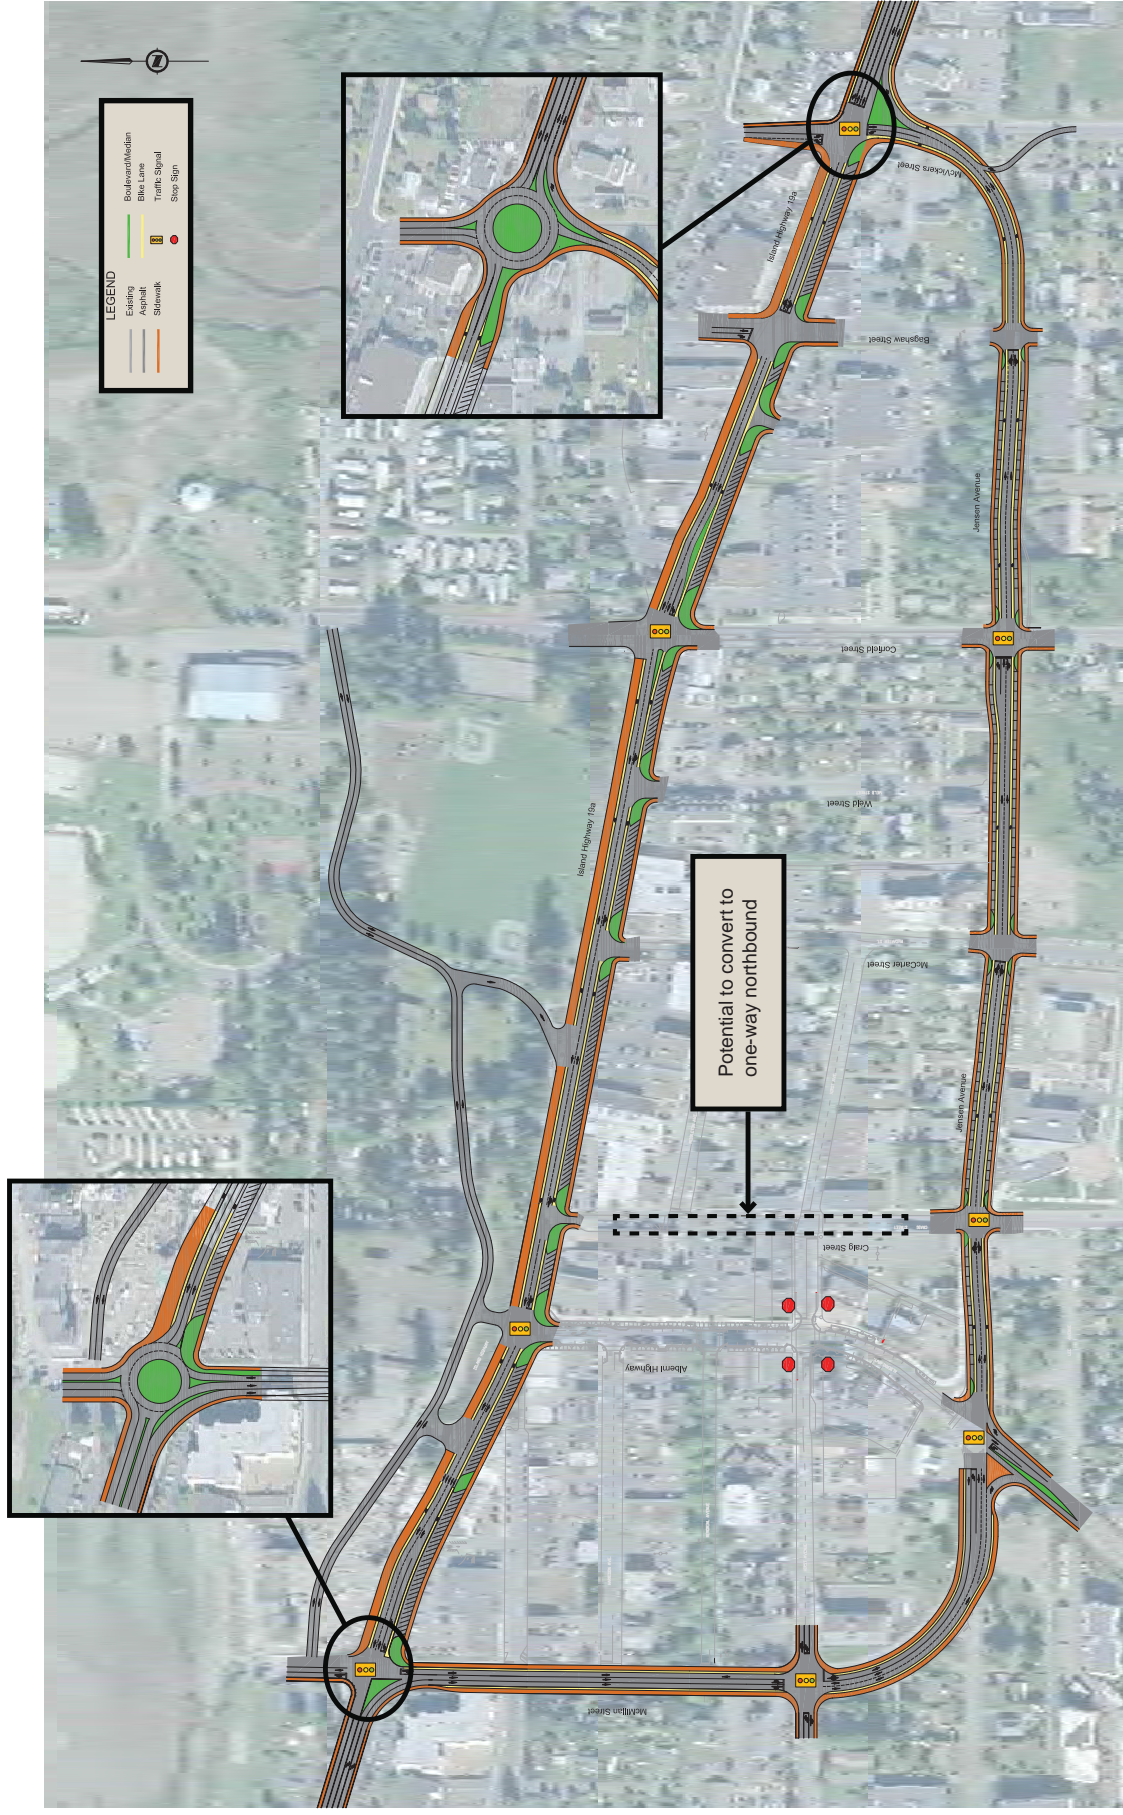 LEGEND
Existing
Asphalt
Sidewalk
Boulevard/Median
Bike Lane
Traffic Signal
Stop Sign
Island Highway 19a
McVickers Street
Bagshaw Street
Jensen Avenue
Corfield Street
Island Highway 19a
Weld Street
Potential to convert to
one-way northbound
McCarter Street
Jensen Avenue
Craig Street
Alberni Highway
McMillan Street